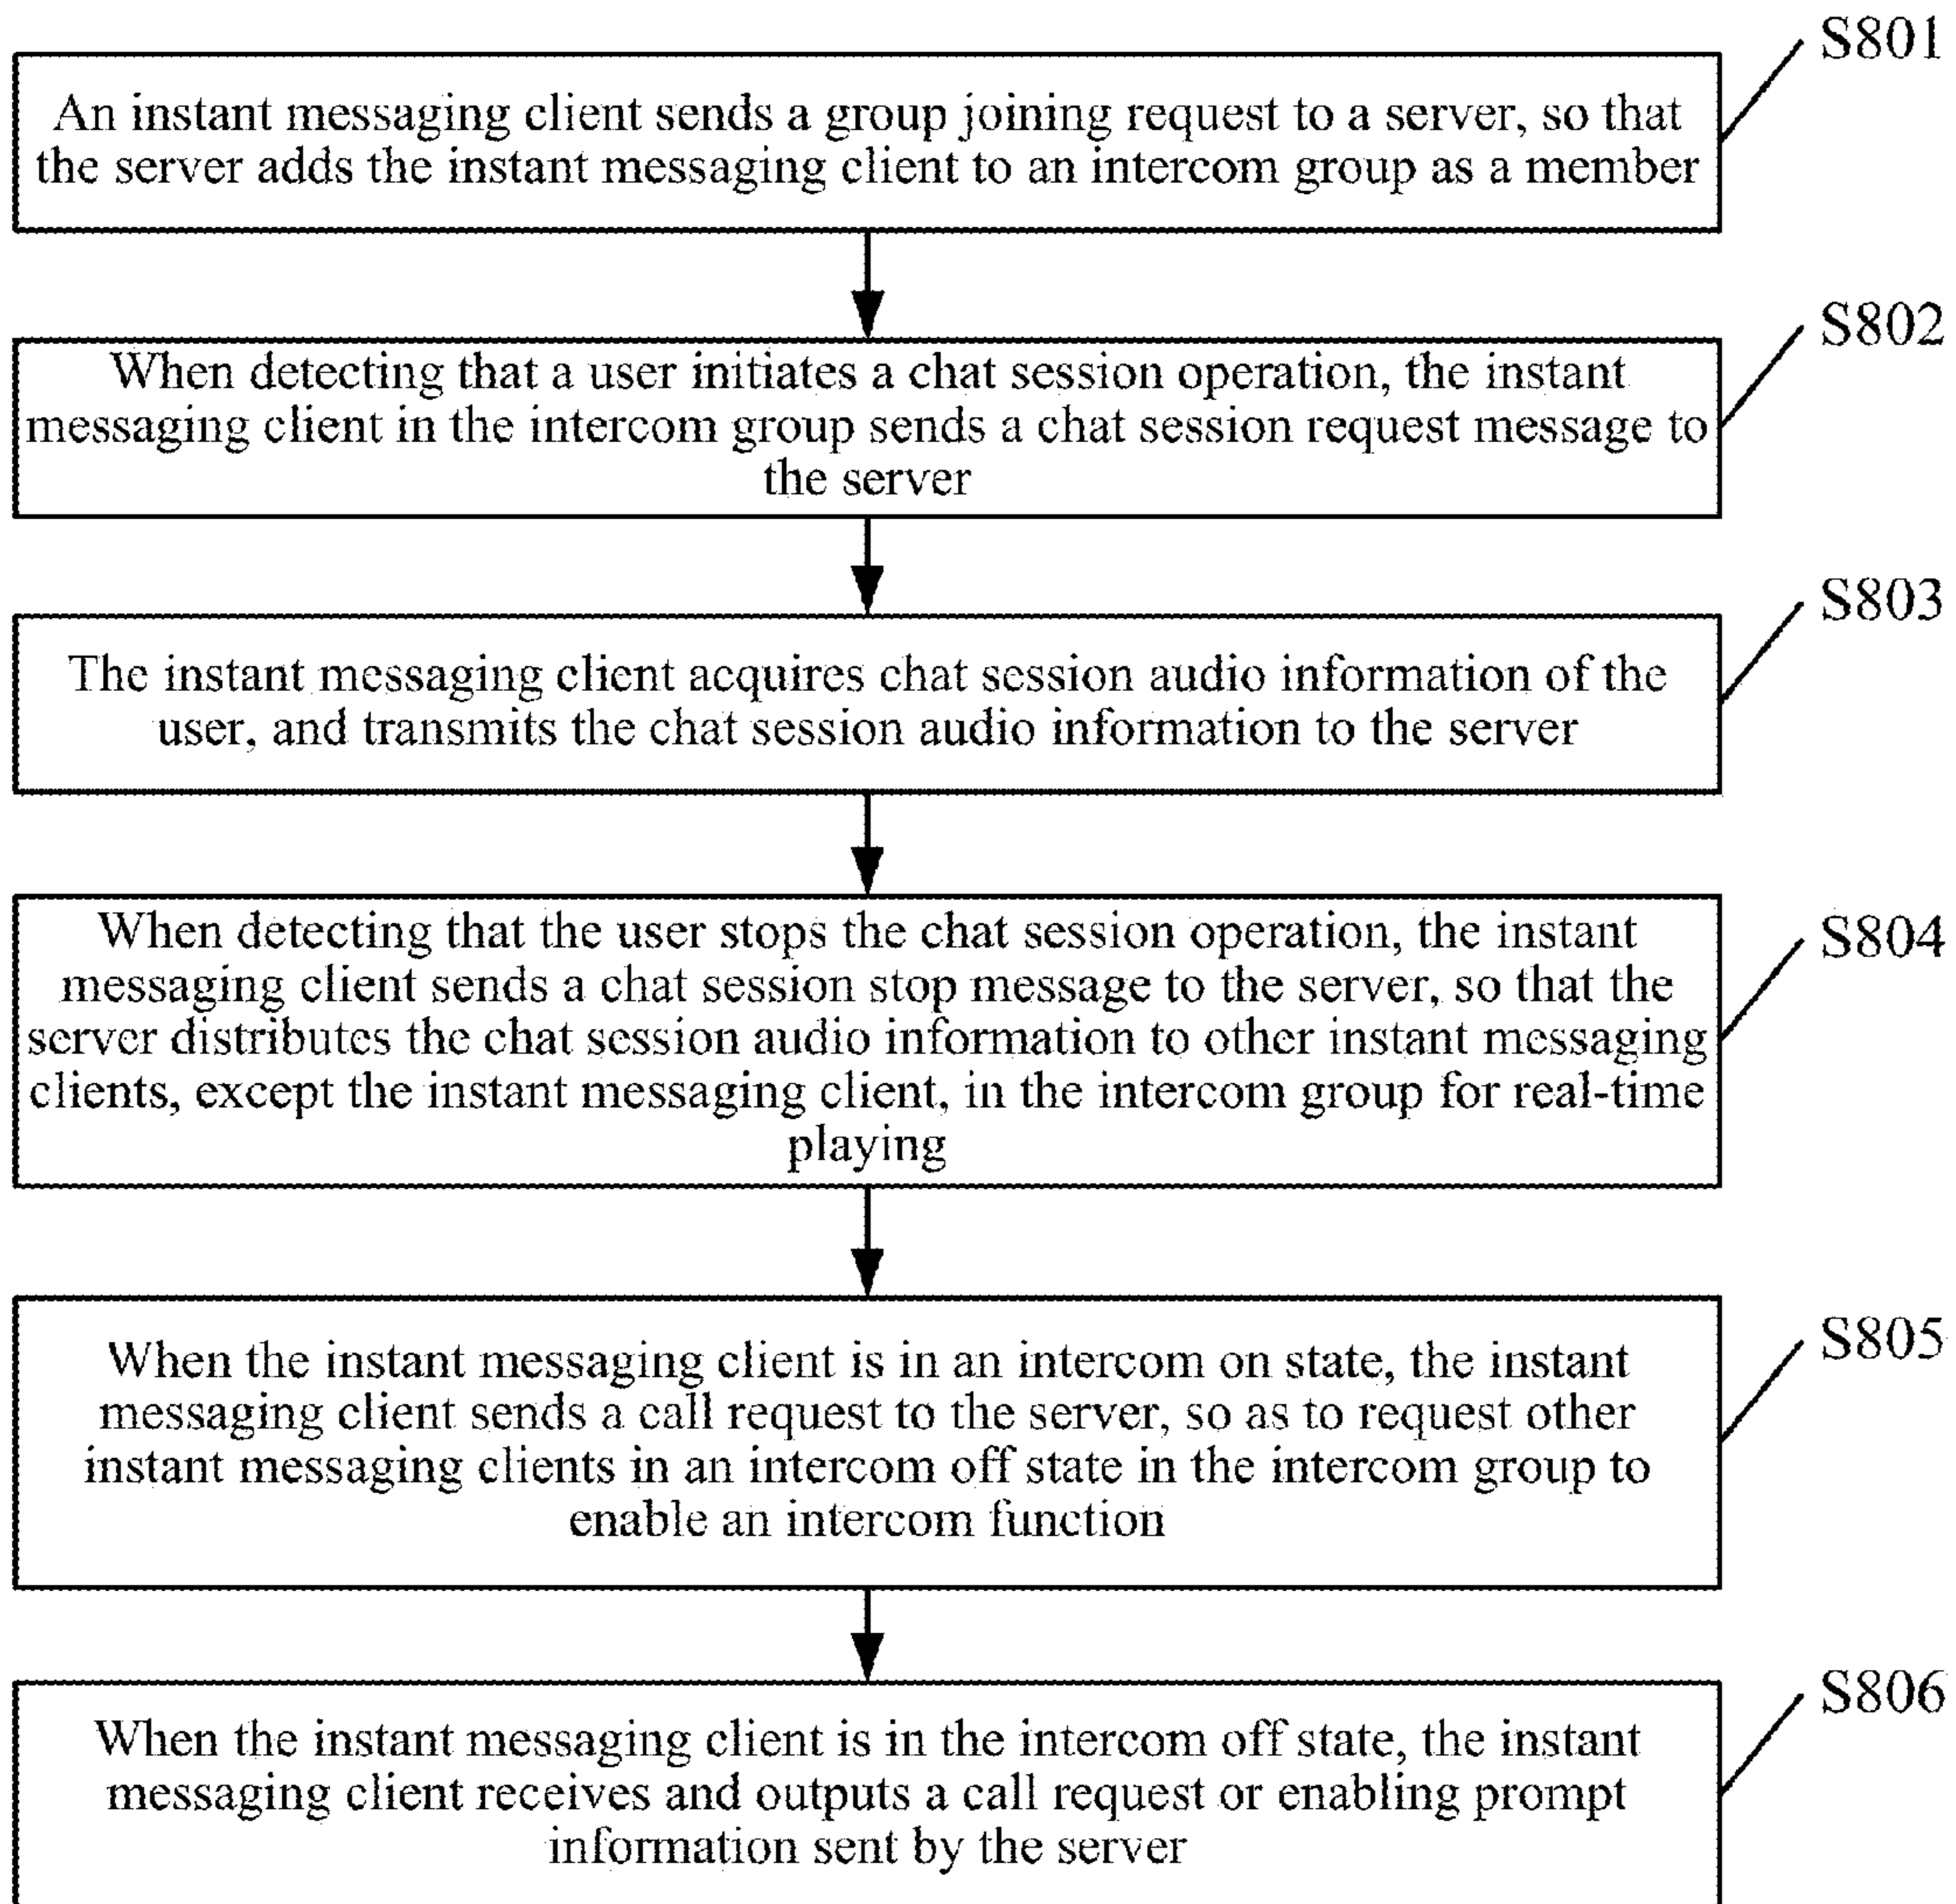 S801
An instant messaging client sends a group joining request to a server, so that
the server adds the instant messaging client to an intercom group as a member
S802
When detecting that a user initiates a chat session operation, the instant
messaging client in the intercom group sends a chat session request message to
the server
S803
The instant messaging client acquires chat session audio information of the
user, and transmits the chat session audio information to the server
S804
When detecting that the user stops the chat session operation, the instant
messaging client sends a chat session stop message to the server, so that the
server distributes the chat session audio information to other instant messaging
clients, except the instant messaging client, in the intercom group for real-time
playing
S805
When the instant messaging client is in an intercom on state, the instant
messaging client sends a call request to the server, so as to request other
instant messaging clients in an intercom off state in the intercom group to
enable an intercom function
S806
When the instant messaging client is in the intercom off state, the instant
messaging client receives and outputs a call request or enabling prompt
information sent by the server